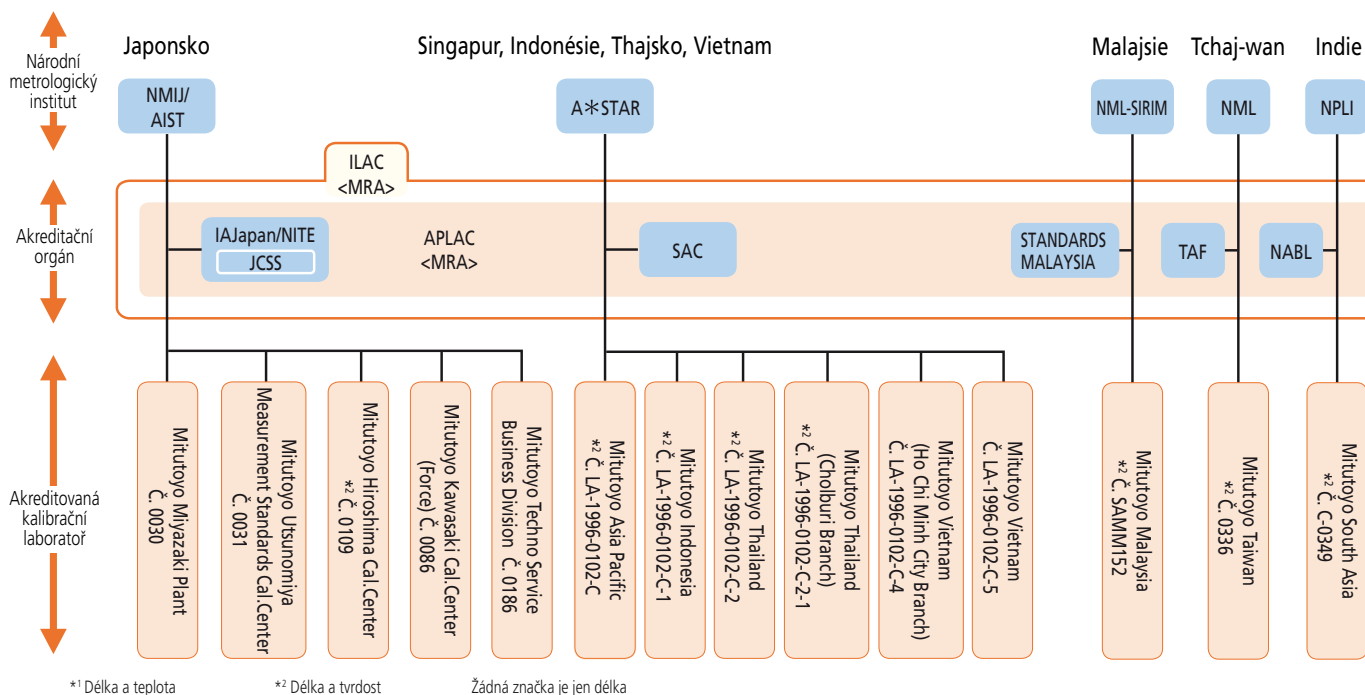 Národní
metrologický
institut
Japonsko
Singapur, Indonésie, Thajsko, Vietnam
Malajsie
Tchaj-wan
Indie
NMIJ/
AIST
A＊STAR
NML-SIRIM
NML
NPLI
ILAC
<MRA>
Akreditační
orgán
IAJapan/NITE
JCSS
APLAC
<MRA>
SAC
STANDARDS
MALAYSIA
TAF
NABL
Akreditovaná
kalibrační
laboratoř
Mitutoyo Miyazaki Plant
Č. 0030
Mitutoyo Utsunomiya
Measurement Standards Cal.Center
Č. 0031
Mitutoyo Hiroshima Cal.Center
*² Č. 0109
Mitutoyo Kawasaki Cal.Center
(Force) Č. 0086
Mitutoyo Techno Service
Business Division Č. 0186
Mitutoyo Asia Pacific
*² Č. LA-1996-0102-C
Mitutoyo Indonesia
*² Č. LA-1996-0102-C-1
Mitutoyo Thailand
*² Č. LA-1996-0102-C-2
Mitutoyo Thailand
(Cholburi Branch)
*² Č. LA-1996-0102-C-2-1
Mitutoyo Vietnam
(Ho Chi Minh City Branch)
Č. LA-1996-0102-C-4
Mitutoyo Vietnam
Č. LA-1996-0102-C-5
Mitutoyo Malaysia
*² Č. SAMM152
Mitutoyo Taiwan
*² Č. 0336
Mitutoyo South Asia
*² Č. C-0349
*¹ Délka a teplota
*² Délka a tvrdost
Žádná značka je jen délka